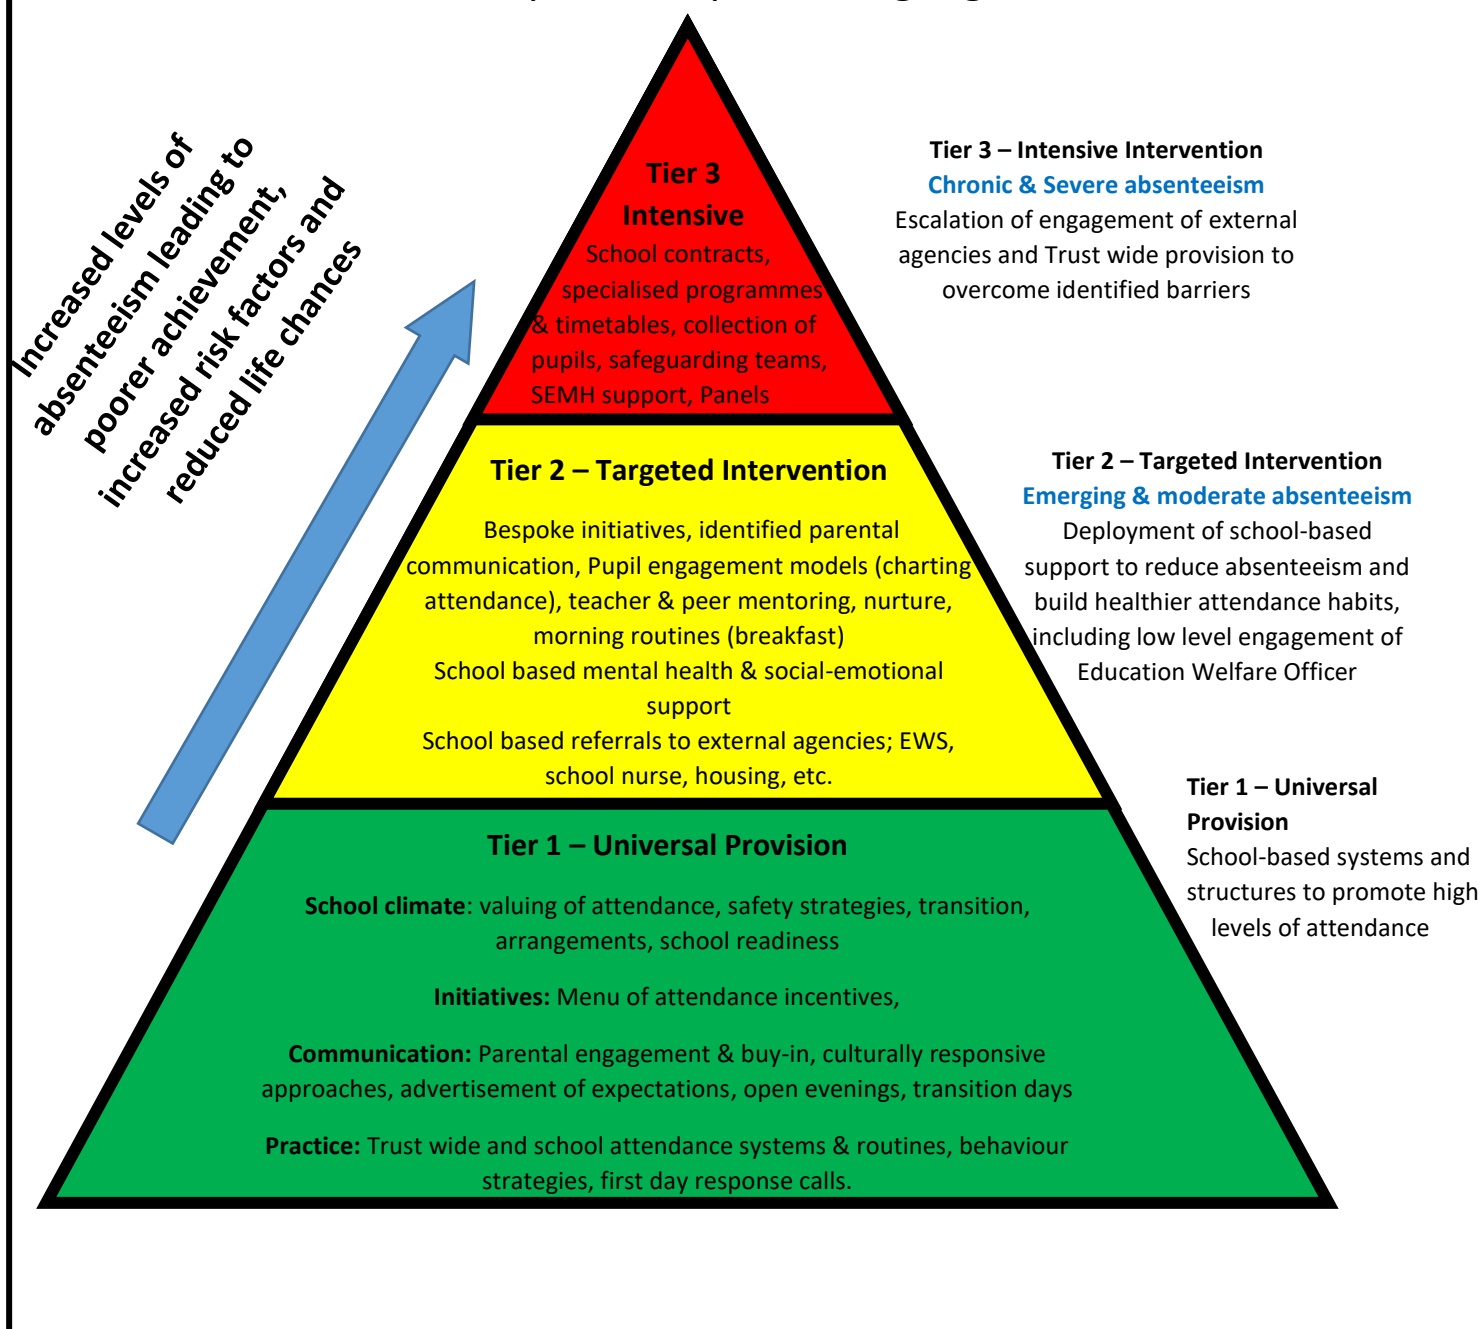 Increased levels of
absenteeism leading to
poorer achievement,
increased risk factors and
reduced life chances
Tier 3
Intensive
School contracts,
specialised programmes
& timetables, collection of
pupils, safeguarding teams,
SEMH support, Panels
Tier 3 – Intensive Intervention
Chronic & Severe absenteeism
Escalation of engagement of external
agencies and Trust wide provision to
overcome identified barriers
Tier 2 – Targeted Intervention
Bespoke initiatives, identified parental
communication, Pupil engagement models (charting
attendance), teacher & peer mentoring, nurture,
morning routines (breakfast)
School based mental health & social-emotional
support
School based referrals to external agencies; EWS,
school nurse, housing, etc.
Tier 2 – Targeted Intervention
Emerging & moderate absenteeism
Deployment of school-based
support to reduce absenteeism and
build healthier attendance habits,
including low level engagement of
Education Welfare Officer
Tier 1 – Universal Provision
School climate: valuing of attendance, safety strategies, transition,
arrangements, school readiness
Initiatives: Menu of attendance incentives,
Communication: Parental engagement & buy-in, culturally responsive
approaches, advertisement of expectations, open evenings, transition days
Practice: Trust wide and school attendance systems & routines, behaviour
strategies, first day response calls.
Tier 1 – Universal
Provision
School-based systems and
structures to promote high
levels of attendance